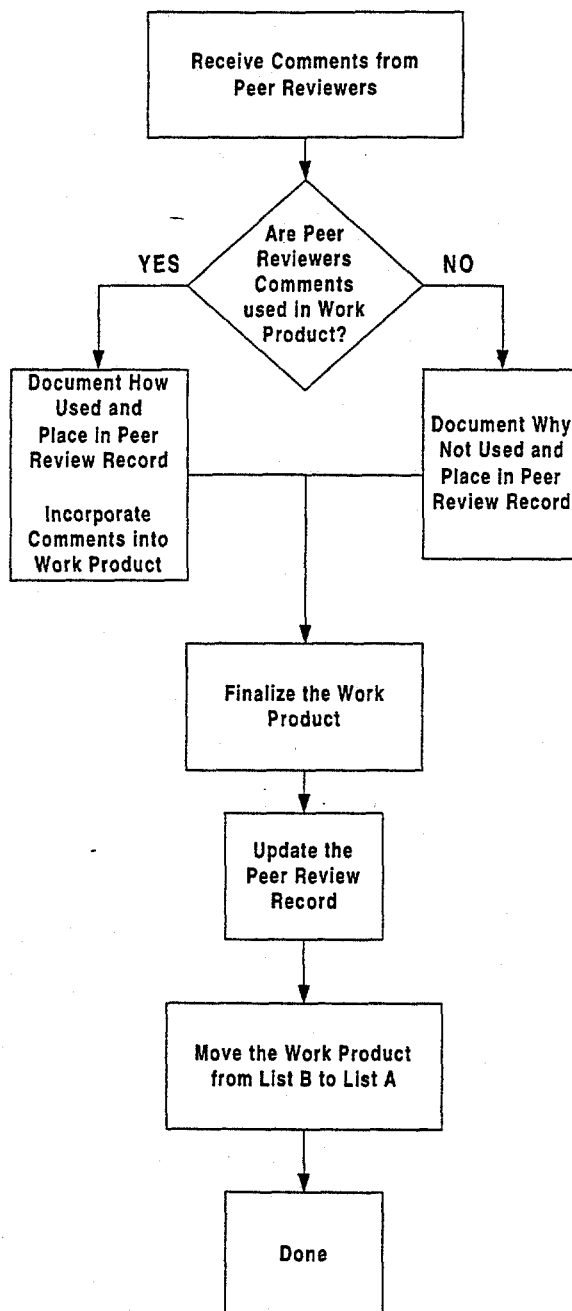 Receive Comments from
Peer Reviewers
Are Peer
Reviewers
Comments
used in Work
Product?
YES
NO
Document How
Used and
Place in Peer
Review Record
Incorporate
Comments into
Work Product
Document Why
Not Used and
Place in Peer
Review Record
Finalize the Work
Product
Update the
Peer Review
Record
Move the Work Product
from List B to List A
Done